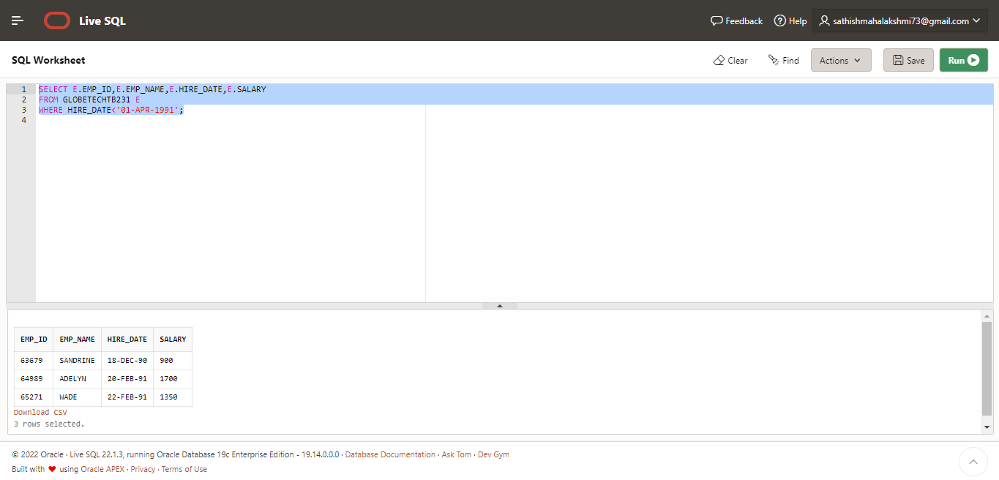 Live SQL
Feedback
Help
sathishmahalakshmi73@gmail.com
SQL Worksheet
Clear
Find
Actions
Save
Run
1 SELECT E.EMP_ID,E.EMP_NAME,E.HIRE_DATE,E.SALARY
2 FROM GLOBETECHTB231 E
3 WHERE HIRE_DATE<'01-APR-1991';
4
EMP_ID EMP_NAME HIRE_DATE SALARY
63679 SANDRINE 18-DEC-90 900
64989 ADELYN 20-FEB-91 1700
65271 WADE 22-FEB-91 1350
Download CSV
3 rows selected.
© 2022 Oracle · Live SQL 22.1.3, running Oracle Database 19c Enterprise Edition - 19.14.0.0.0 · Database Documentation · Ask Tom · Dev Gym
Built with ♥ using Oracle APEX · Privacy · Terms of Use